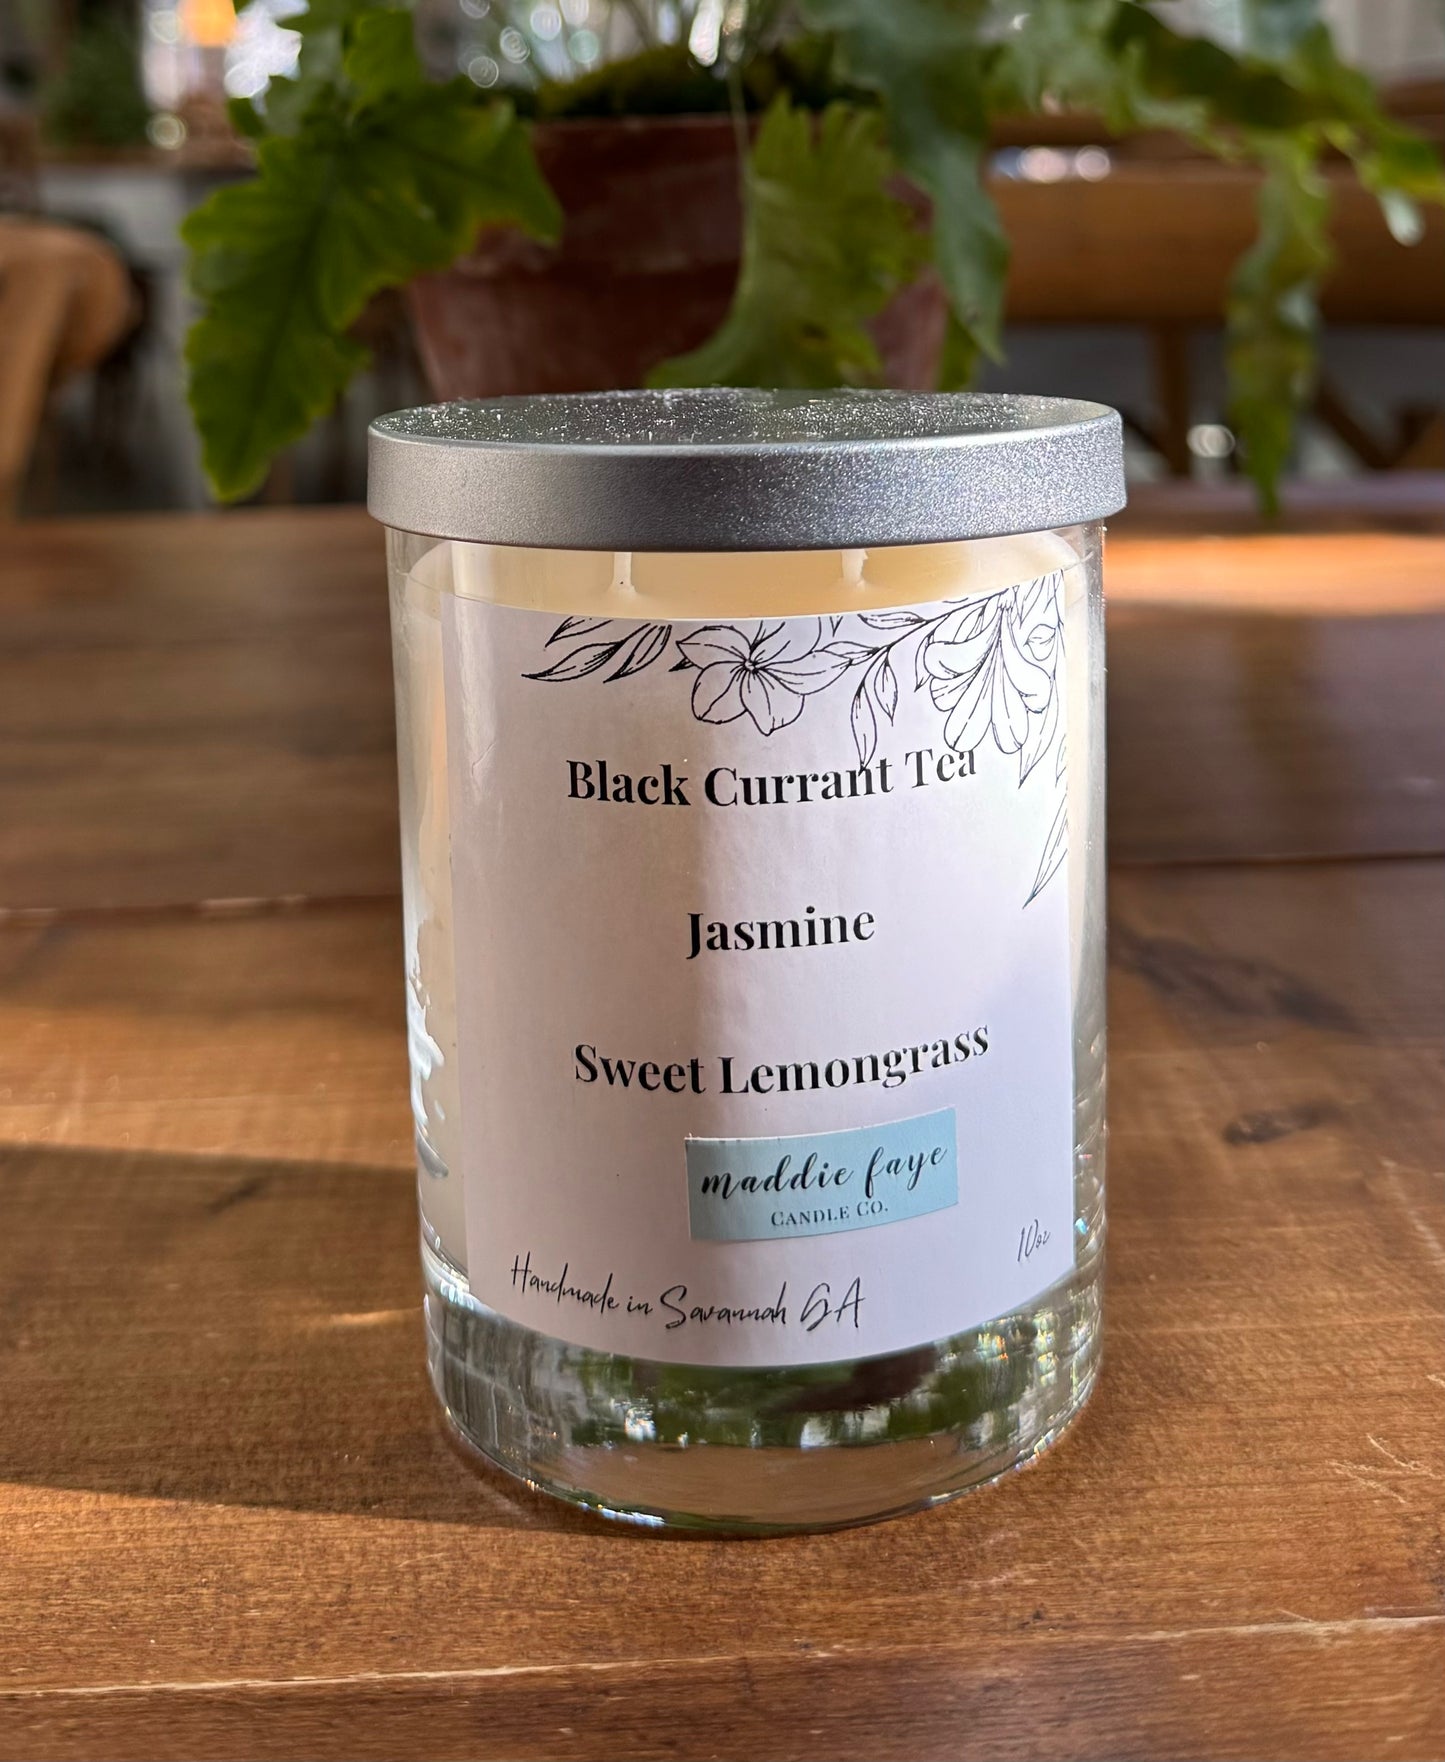 Black Currant Tea
Jasmine
Sweet Lemongrass
maddie faye
CANDLE CO.
10oz
Handmade in Savannah GA